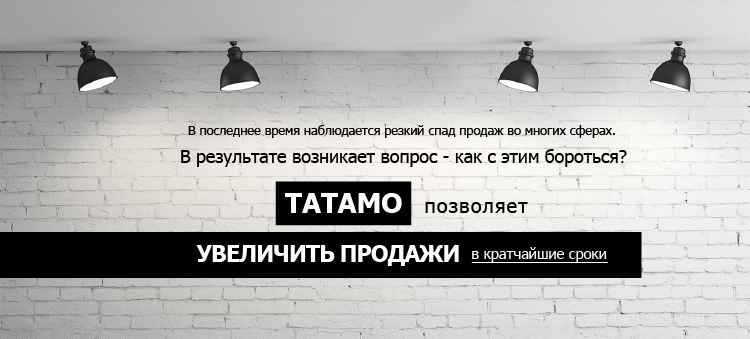 В последнее время наблюдается резкий спад продаж во многих сферах.
В результате возникает вопрос - как с этим бороться?
ТАТАМО позволяет
УВЕЛИЧИТЬ ПРОДАЖИ в кратчайшие сроки